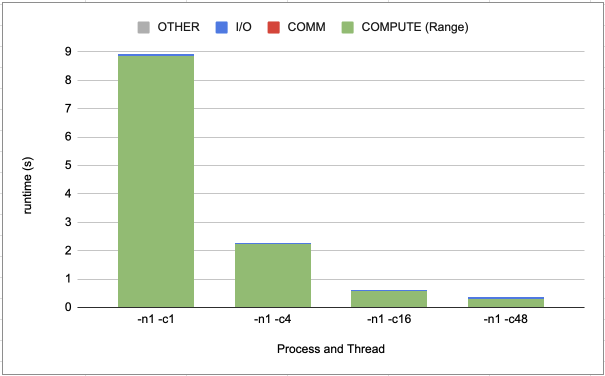 OTHER I/O COMM COMPUTE (Range)
9
8
7
6
5
4
3
2
1
0
runtime (s)
-n1 -c1 -n1 -c4 -n1 -c16 -n1 -c48
Process and Thread